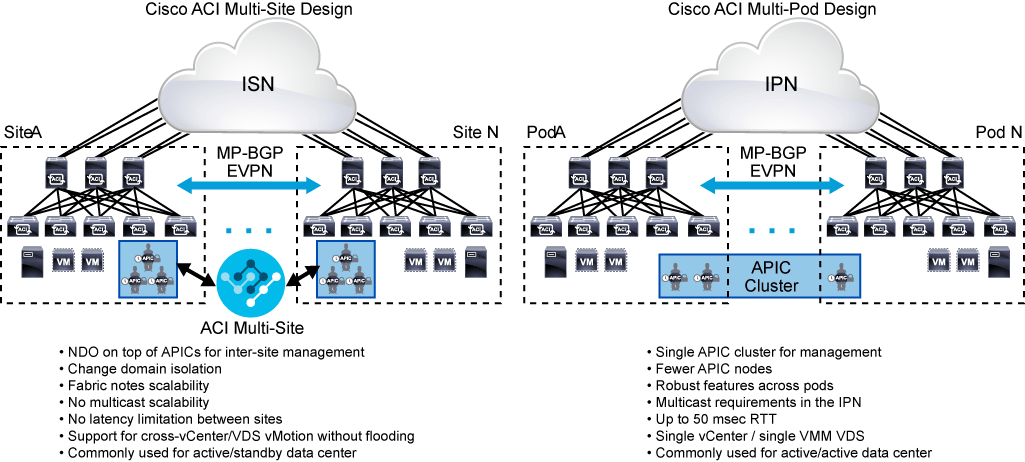 Cisco ACI Multi-Site Design
ISN
SiteA
Site N
MP-BGP
EVPN
ACI ACI ACI
ACI ACI ACI
ACI ACI ACI ACI ACI
ACI ACI ACI ACI ACI
VM VM
VM VM
APIC
APIC APIC
APIC
APIC APIC
ACI Multi-Site
• NDO on top of APICs for inter-site management
• Change domain isolation
• Fabric notes scalability
• No multicast scalability
• No latency limitation between sites
• Support for cross-vCenter/VDS vMotion without flooding
• Commonly used for active/standby data center
Cisco ACI Multi-Pod Design
IPN
PodA
Pod N
MP-BGP
EVPN
ACI ACI ACI
ACI ACI ACI
ACI ACI ACI ACI ACI
ACI ACI ACI ACI ACI
VM VM
VM VM
APIC APIC
APIC
Cluster
APIC
• Single APIC cluster for management
• Fewer APIC nodes
• Robust features across pods
• Multicast requirements in the IPN
• Up to 50 msec RTT
• Single vCenter / single VMM VDS
• Commonly used for active/active data center